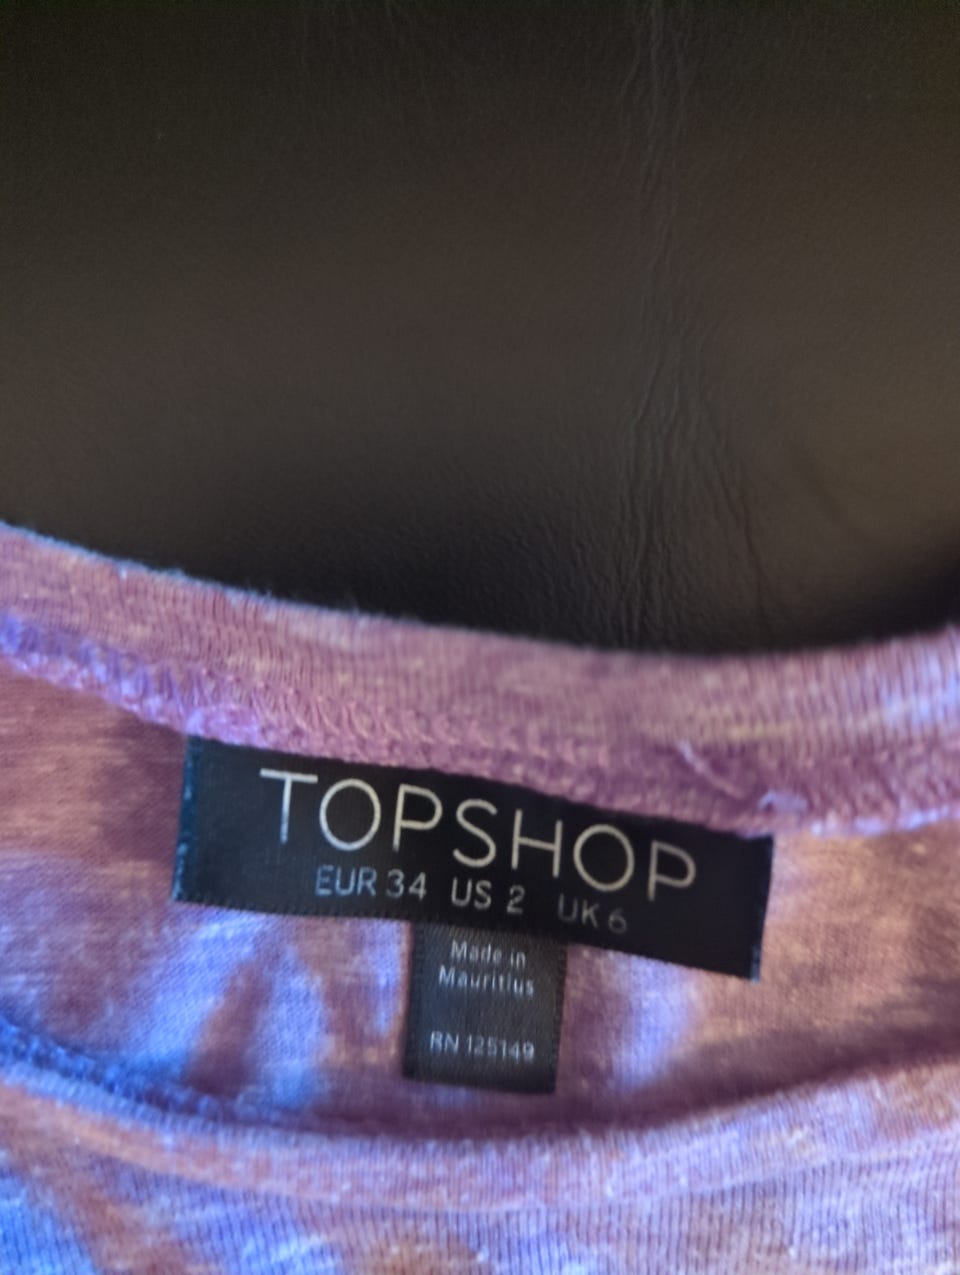 TOPSHOP
EUR 34 US 2 UK 6
Made in
Mauritius
RN 125149